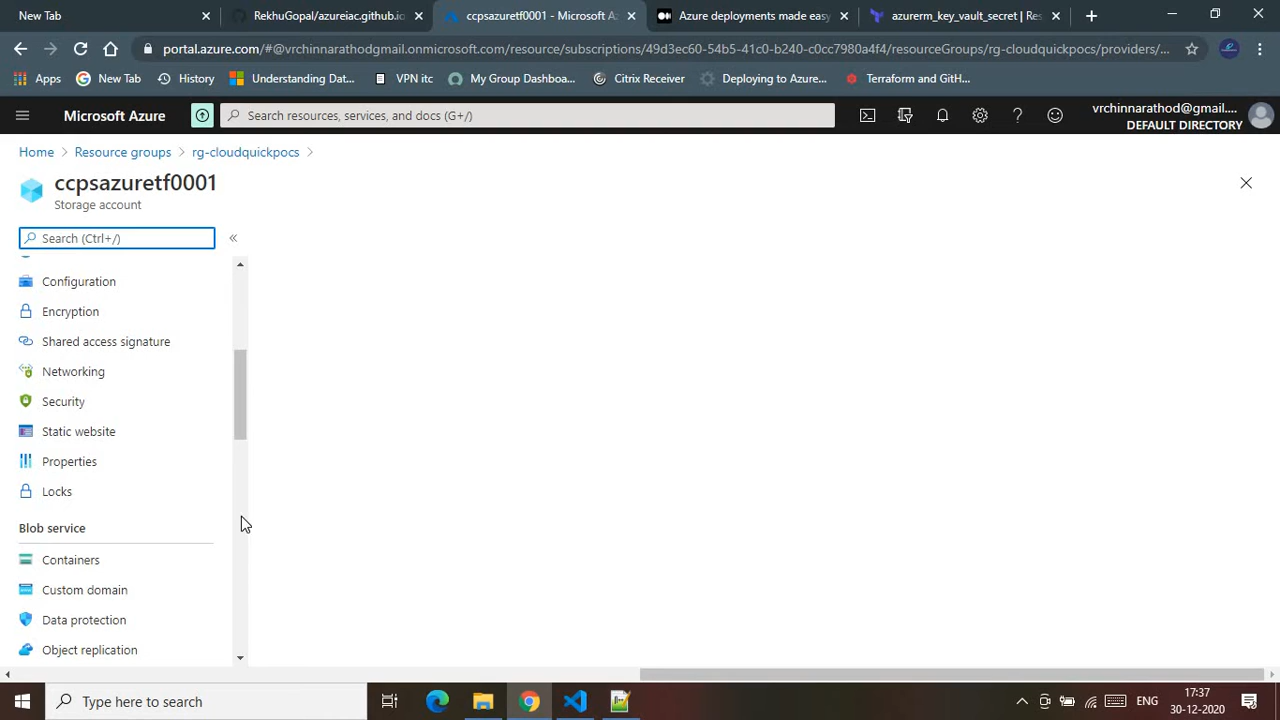 New Tab
RekhuGopal/azureiac.github.io
ccpsazuretf0001 - Microsoft A
Azure deployments made easy
azurerm_key_vault_secret | Res
portal.azure.com/#@vrchinnarathodgmail.onmicrosoft.com/resource/subscriptions/49d3ec60-54b5-41c0-b240-c0cc7980a4f4/resourceGroups/rg-cloudquickpocs/providers/...
Apps
New Tab
History
Understanding Dat...
VPN itc
My Group Dashboa...
Citrix Receiver
Deploying to Azure...
Terraform and GitH...
Microsoft Azure
Search resources, services, and docs (G+/)
vrchinnarathod@gmail....
DEFAULT DIRECTORY
Home > Resource groups > rg-cloudquickpocs >
ccpsazuretf0001
Storage account
Search (Ctrl+/)
Configuration
Encryption
Shared access signature
Networking
Security
Static website
Properties
Locks
Blob service
Containers
Custom domain
Data protection
Object replication
Type here to search
ENG
17:37
30-12-2020